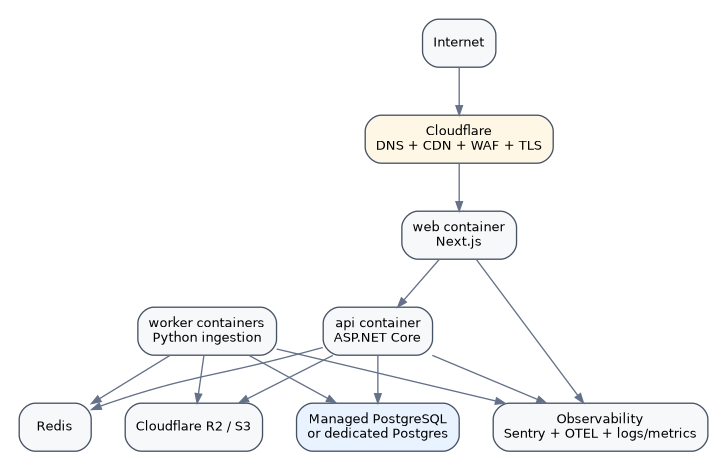 Internet
Cloudflare
DNS + CDN + WAF + TLS
web container
Next.js
worker containers
Python ingestion
api container
ASP.NET Core
Redis
Cloudflare R2 / S3
Managed PostgreSQL
or dedicated Postgres
Observability
Sentry + OTEL + logs/metrics